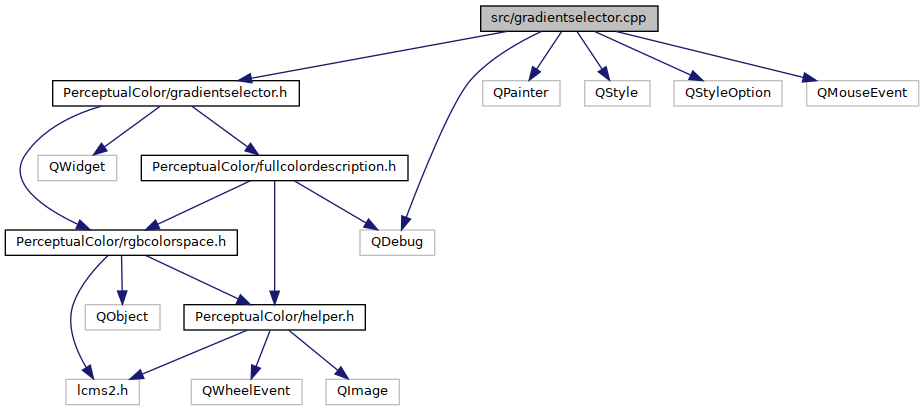 src/gradientselector.cpp
PerceptualColor/gradientselector.h
QPainter
QStyle
QStyleOption
QMouseEvent
QWidget
PerceptualColor/fullcolordescription.h
PerceptualColor/rgbcolorspace.h
QDebug
QObject
PerceptualColor/helper.h
lcms2.h
QWheelEvent
QImage